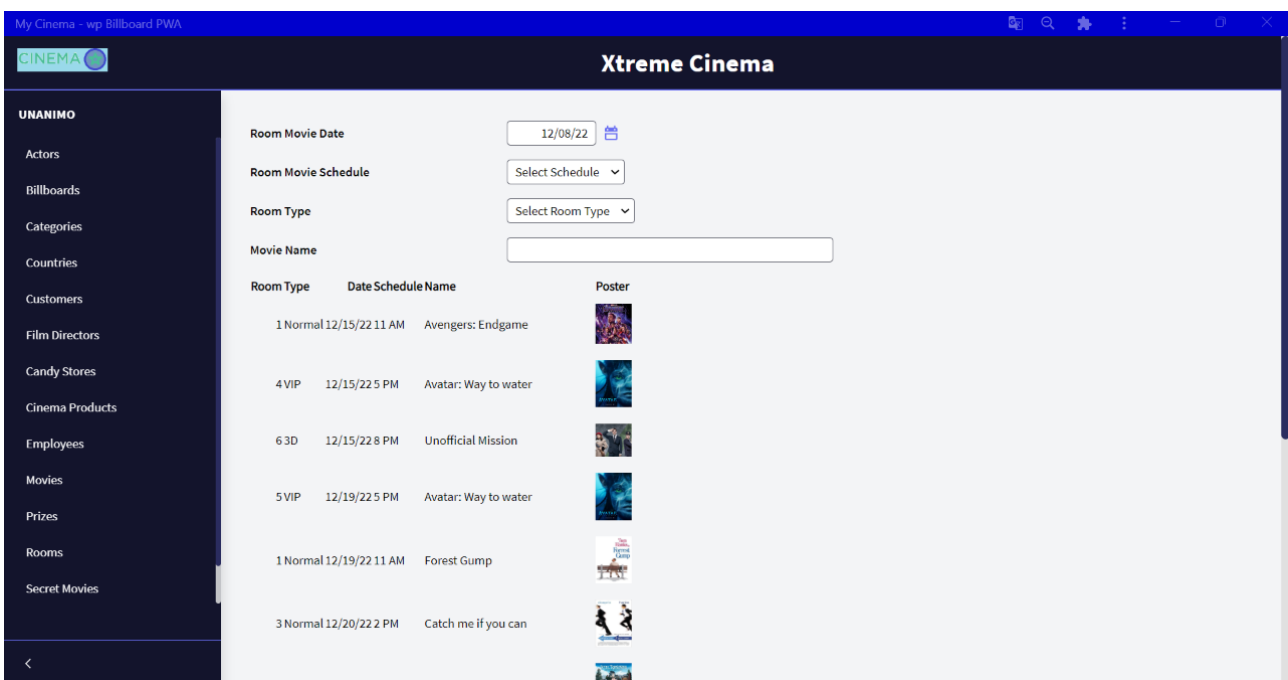 My Cinema - wp Billboard PWA
CINEMA
Xtreme Cinema
UNANIMO
Actors
Billboards
Categories
Countries
Customers
Film Directors
Candy Stores
Cinema Products
Employees
Movies
Prizes
Rooms
Secret Movies
Room Movie Date 12/08/22
Room Movie Schedule Select Schedule
Room Type Select Room Type
Movie Name
Room Type Date Schedule Name Poster
1 Normal 12/15/22 11 AM Avengers: Endgame
4 VIP 12/15/22 5 PM Avatar: Way to water
6 3D 12/15/22 8 PM Unofficial Mission
5 VIP 12/19/22 5 PM Avatar: Way to water
1 Normal 12/19/22 11 AM Forest Gump
3 Normal 12/20/22 2 PM Catch me if you can